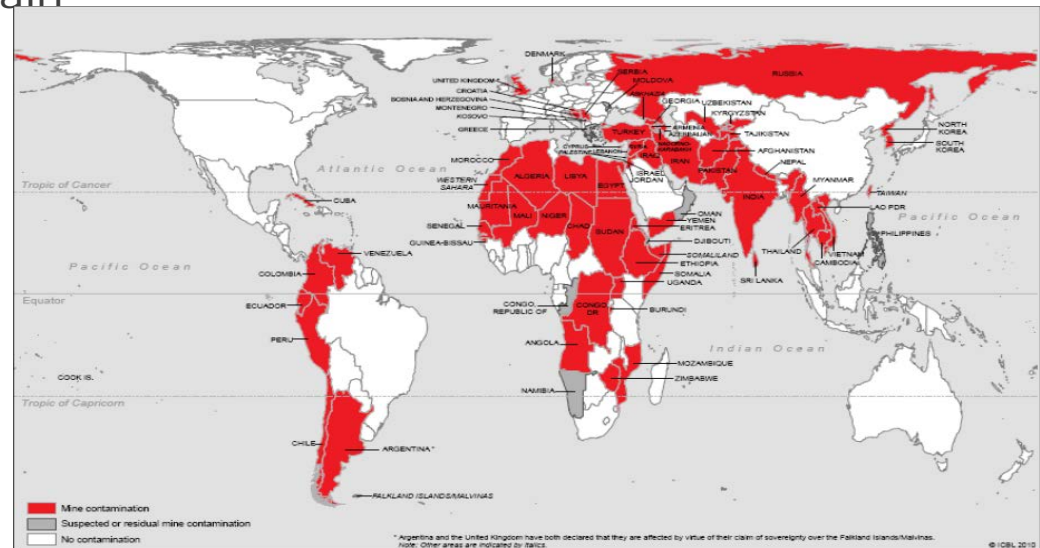 DENMARK
UNITED KINGDOM *
CROATIA
BOSNIA AND HERZEGOVINA
MONTENEGRO
KOSOVO
GREECE
SERBIA
MOLDOVA
RUSSIA
GEORGIA
UZBEKISTAN
KYRGYZSTAN
TURKEY
ARMENIA
AZERBAIJAN
TAJIKISTAN
NORTH
KOREA
SOUTH
KOREA
CYPRUS
PALESTINE
LEBANON
SYRIA
IRAQ
IRAN
AFGHANISTAN
PAKISTAN
NEPAL
ISRAEL
JORDAN
MOROCCO
ALGERIA
LIBYA
EGYPT
Atlantic Ocean
WESTERN
SAHARA
Tropic of Cancer
CUBA
MAURITANIA
MALI
NIGER
CHAD
SUDAN
INDIA
MYANMAR
TAIWAN
LAO PDR
Pacific Ocean
OMAN
YEMEN
ERITREA
SENEGAL
GUINEA-BISSAU
DJIBOUTI
SOMALILAND
ETHIOPIA
SOMALIA
UGANDA
THAILAND
VIETNAM
CAMBODIA
PHILIPPINES
SRI LANKA
VENEZUELA
COLOMBIA
Pacific Ocean
Equator
ECUADOR
PERU
CONGO,
REPUBLIC OF
CONGO,
DR
BURUNDI
ANGOLA
Indian Ocean
MOZAMBIQUE
ZIMBABWE
NAMIBIA
COOK IS.
Tropic of Capricorn
CHILE
ARGENTINA *
FALKLAND ISLANDS/MALVINAS
Mine contamination
Suspected or residual mine contamination
No contamination
* Argentina and the United Kingdom have both declared that they are affected by virtue of their claim of sovereignty over the Falkland Islands/Malvinas.
Note: Other areas are indicated by italics.
© ICBL 2010